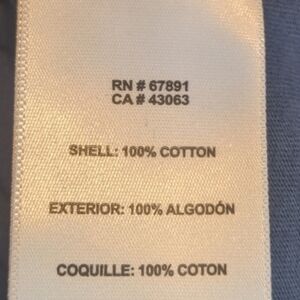 RN # 67891
CA # 43063
SHELL: 100% COTTON
EXTERIOR: 100% ALGODÓN
COQUILLE: 100% COTON